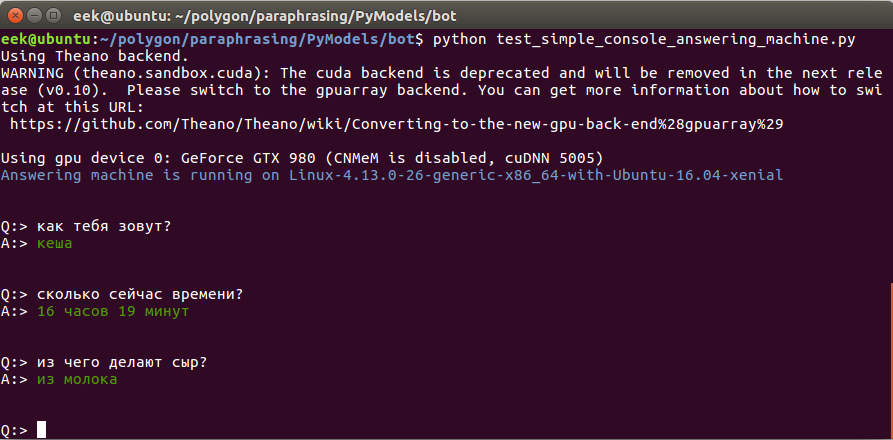 eek@ubuntu: ~/polygon/paraphrasing/PyModels/bot
eek@ubuntu:~/polygon/paraphrasing/PyModels/bot$ python test_simple_console_answering_machine.py
Using Theano backend.
WARNING (theano.sandbox.cuda): The cuda backend is deprecated and will be removed in the next rele
ase (v0.10).  Please switch to the gpuarray backend. You can get more information about how to swi
tch at this URL:
 https://github.com/Theano/Theano/wiki/Converting-to-the-new-gpu-back-end%28gpuarray%29
Using gpu device 0: GeForce GTX 980 (CNMeM is disabled, cuDNN 5005)
Answering machine is running on Linux-4.13.0-26-generic-x86_64-with-Ubuntu-16.04-xenial
Q:> как тебя зовут?
A:> кеша
Q:> сколько сейчас времени?
A:> 16 часов 19 минут
Q:> из чего делают сыр?
A:> из молока
Q:>